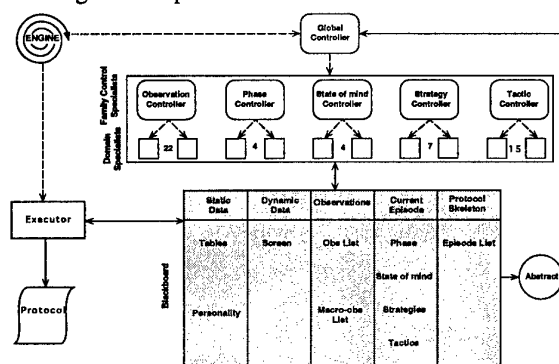 ENGINE
Global
Controller
Family Control
Specialists
Observation
Controller
Phase
Controller
State of mind
Controller
Strategy
Controller
Tactic
Controller
Domain
Specialists
22
4
4
7
15
Static
Data
Dynamic
Data
Observations
Current
Episode
Protocol
Skeleton
Executor
Blackboard
Tables
Screen
Obs List
Phase
Episode List
State of mind
Abstract
Protocol
Personality
Macro-obs
List
Strategies
Tactics